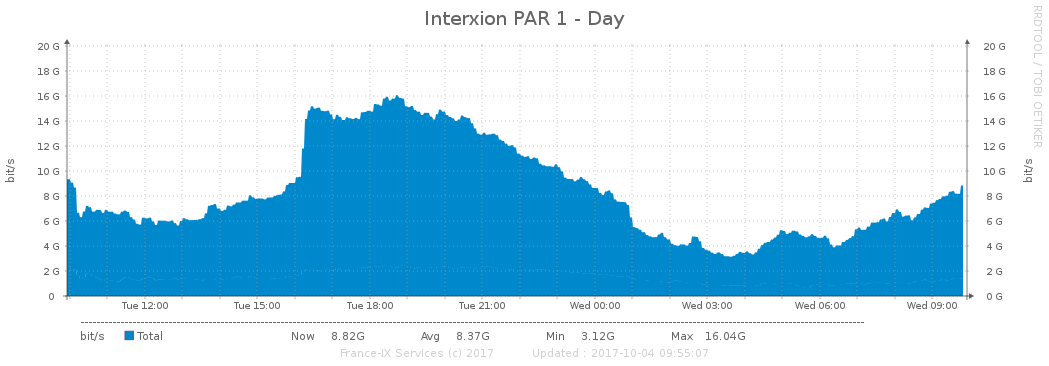 Interxion PAR 1 - Day
RRDTOOL / TOBI OETIKER
20 G 20 G
18 G 18 G
16 G 16 G
14 G 14 G
12 G 12 G
10 G 10 G
8 G 8 G
6 G 6 G
4 G 4 G
2 G 2 G
0 0 G
bit/s bit/s
Tue 12:00 Tue 15:00 Tue 18:00 Tue 21:00 Wed 00:00 Wed 03:00 Wed 06:00 Wed 09:00
bit/s Total Now 8.82G Avg 8.37G Min 3.12G Max 16.04G
France-IX Services (c) 2017 Updated : 2017-10-04 09:55:07